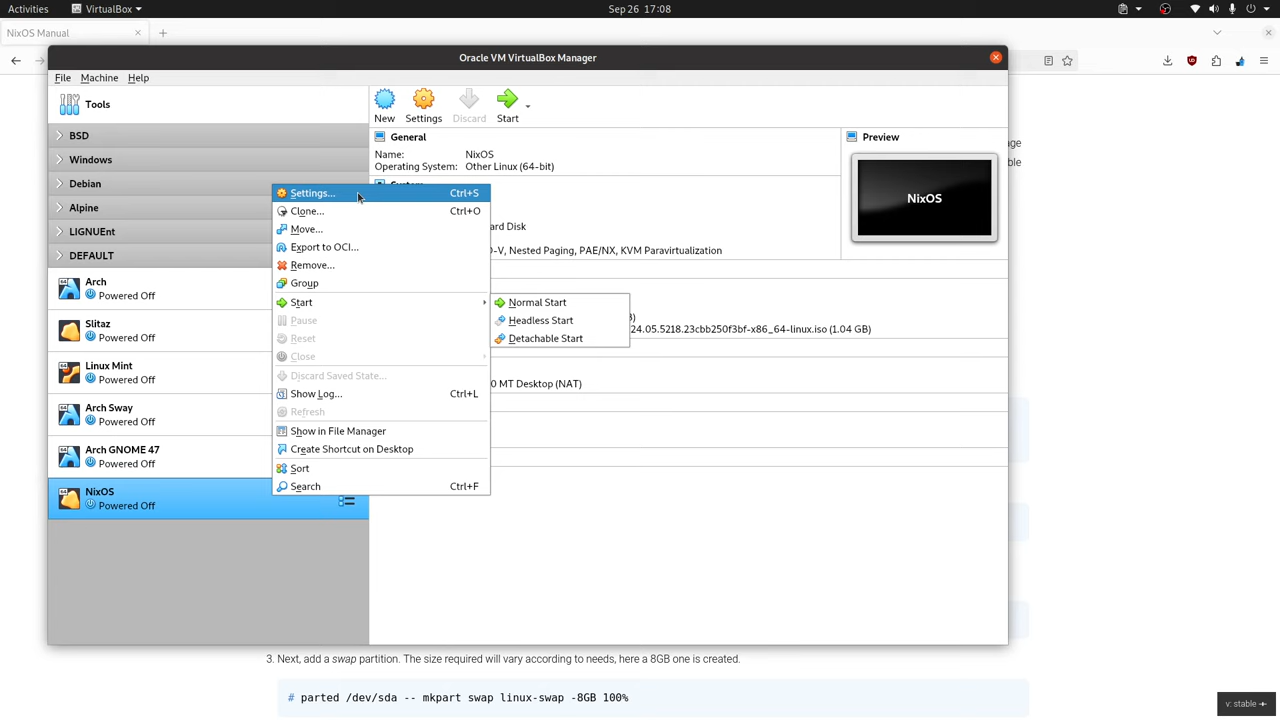 Activities
VirtualBox
Sep 26 17:08
NixOS Manual
Oracle VM VirtualBox Manager
File Machine Help
Tools
BSD
Windows
Debian
Alpine
LIGNUEnt
DEFAULT
Arch
Powered Off
Slitaz
Powered Off
Linux Mint
Powered Off
Arch Sway
Powered Off
Arch GNOME 47
Powered Off
NixOS
Powered Off
New Settings Discard Start
General
Name: NixOS
Operating System: Other Linux (64-bit)
Preview
NixOS
rd Disk
D-V, Nested Paging, PAE/NX, KVM Paravirtualization
24.05.5218.23cbb250f3bf-x86_64-linux.iso (1.04 GB)
0 MT Desktop (NAT)
Settings... Ctrl+S
Clone... Ctrl+O
Move...
Export to OCI...
Remove...
Group
Start
Pause
Reset
Close
Discard Saved State...
Show Log... Ctrl+L
Refresh
Show in File Manager
Create Shortcut on Desktop
Sort
Search Ctrl+F
Normal Start
Headless Start
Detachable Start
age
ble
3. Next, add a swap partition. The size required will vary according to needs, here a 8GB one is created.
# parted /dev/sda -- mkpart swap linux-swap -8GB 100%
v: stable